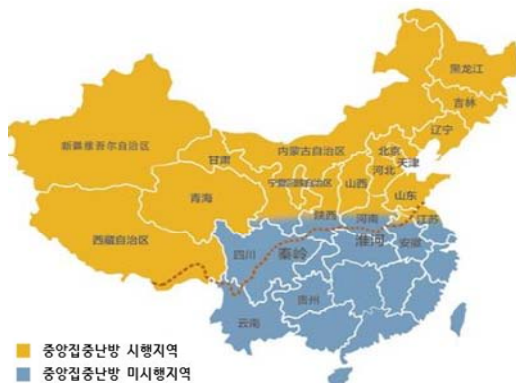 黑龙江
吉林
辽宁
新疆维吾尔自治区
内蒙古自治区
北京
甘肃
天津
河北
宁夏回族自治区
山西
青海
山东
陕西
河南
江苏
西藏自治区
四川
秦岭
淮河
安徽
贵州
云南
중앙집중난방 시행지역
중앙집중난방 미시행지역